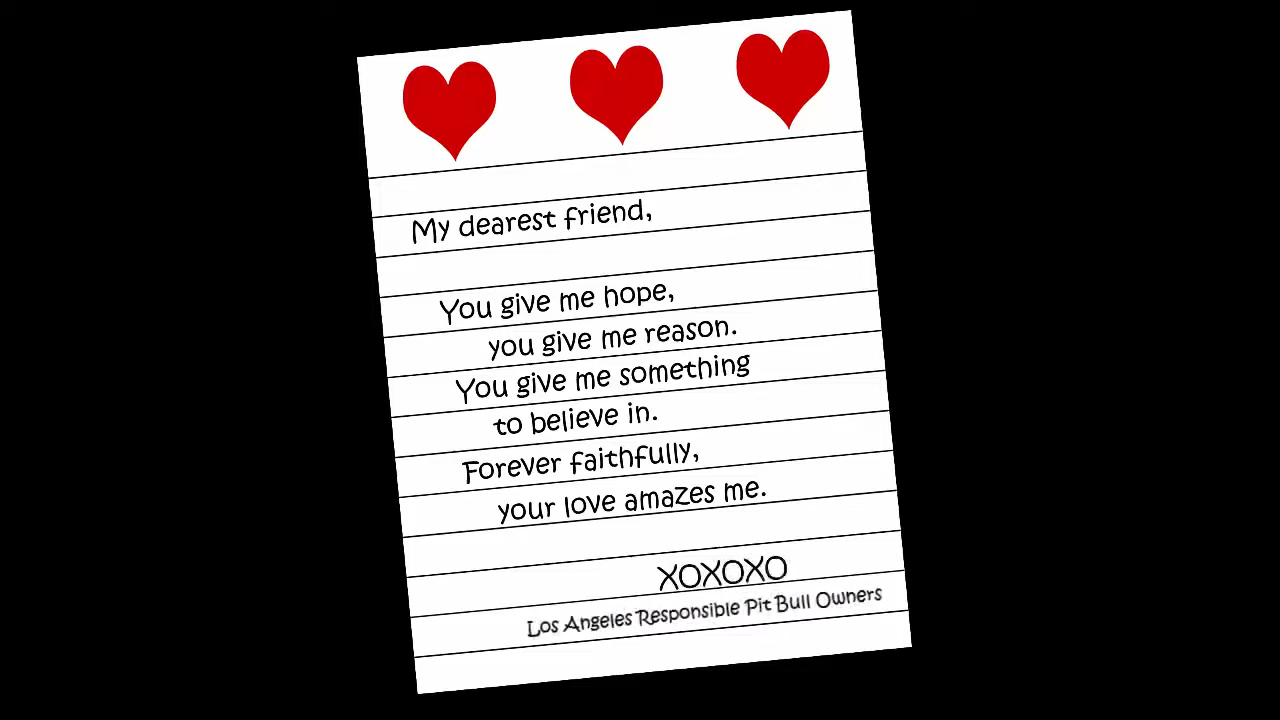 My dearest friend,
You give me hope,
you give me reason.
You give me something
to believe in.
Forever faithfully,
your love amazes me.
XOXOXO
Los Angeles Responsible Pit Bull Owners